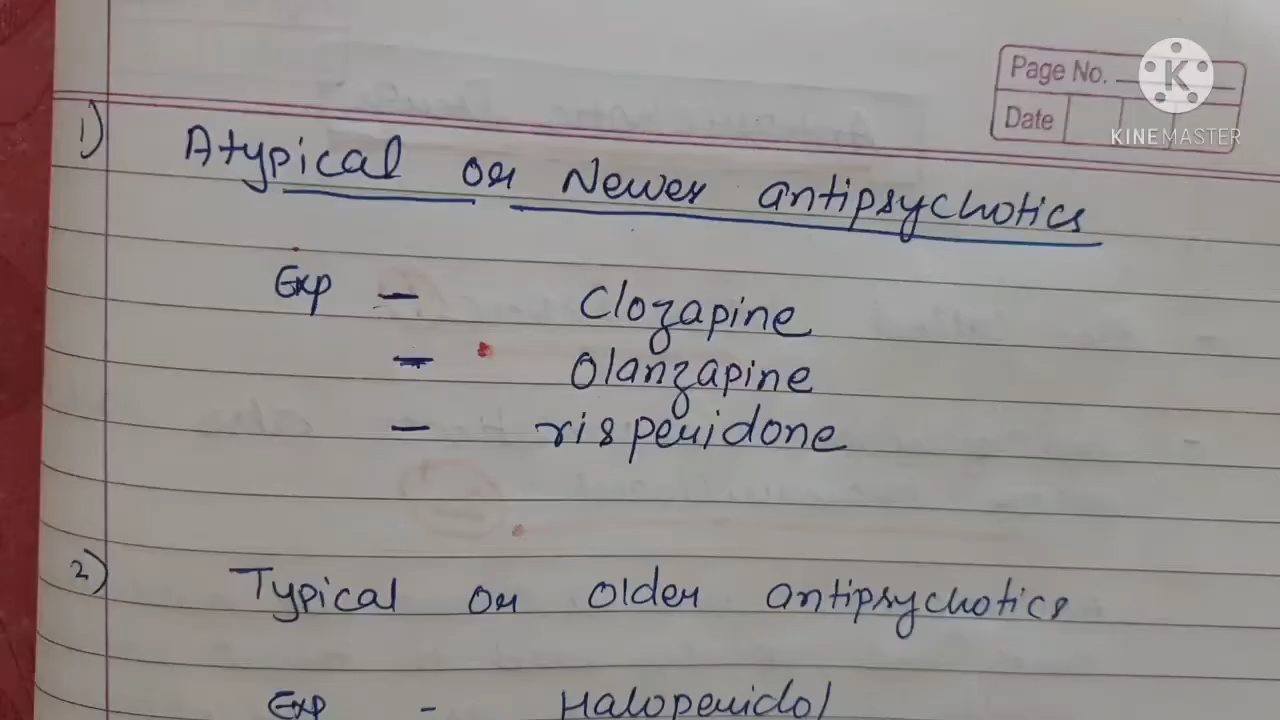 Page No.
Date
KINEMASTER
1) Atypical or Newer antipsychotics
Exp - Clozapine
- Olanzapine
- risperidone
2) Typical or older antipsychotics
Exp - Haloperidol